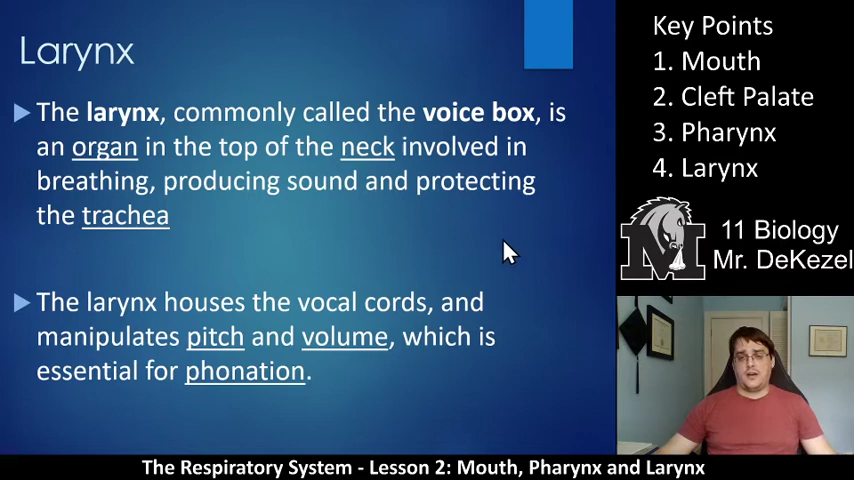 Larynx
The larynx, commonly called the voice box, is
an organ in the top of the neck involved in
breathing, producing sound and protecting
the trachea
The larynx houses the vocal cords, and
manipulates pitch and volume, which is
essential for phonation.
Key Points
1. Mouth
2. Cleft Palate
3. Pharynx
4. Larynx
M
11 Biology
Mr. DeKezel
The Respiratory System - Lesson 2: Mouth, Pharynx and Larynx